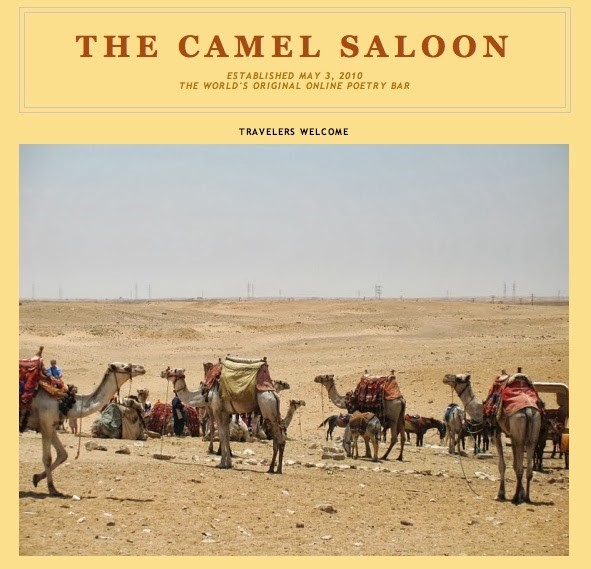 THE CAMEL SALOON
ESTABLISHED MAY 3, 2010
THE WORLD'S ORIGINAL ONLINE POETRY BAR
TRAVELERS WELCOME